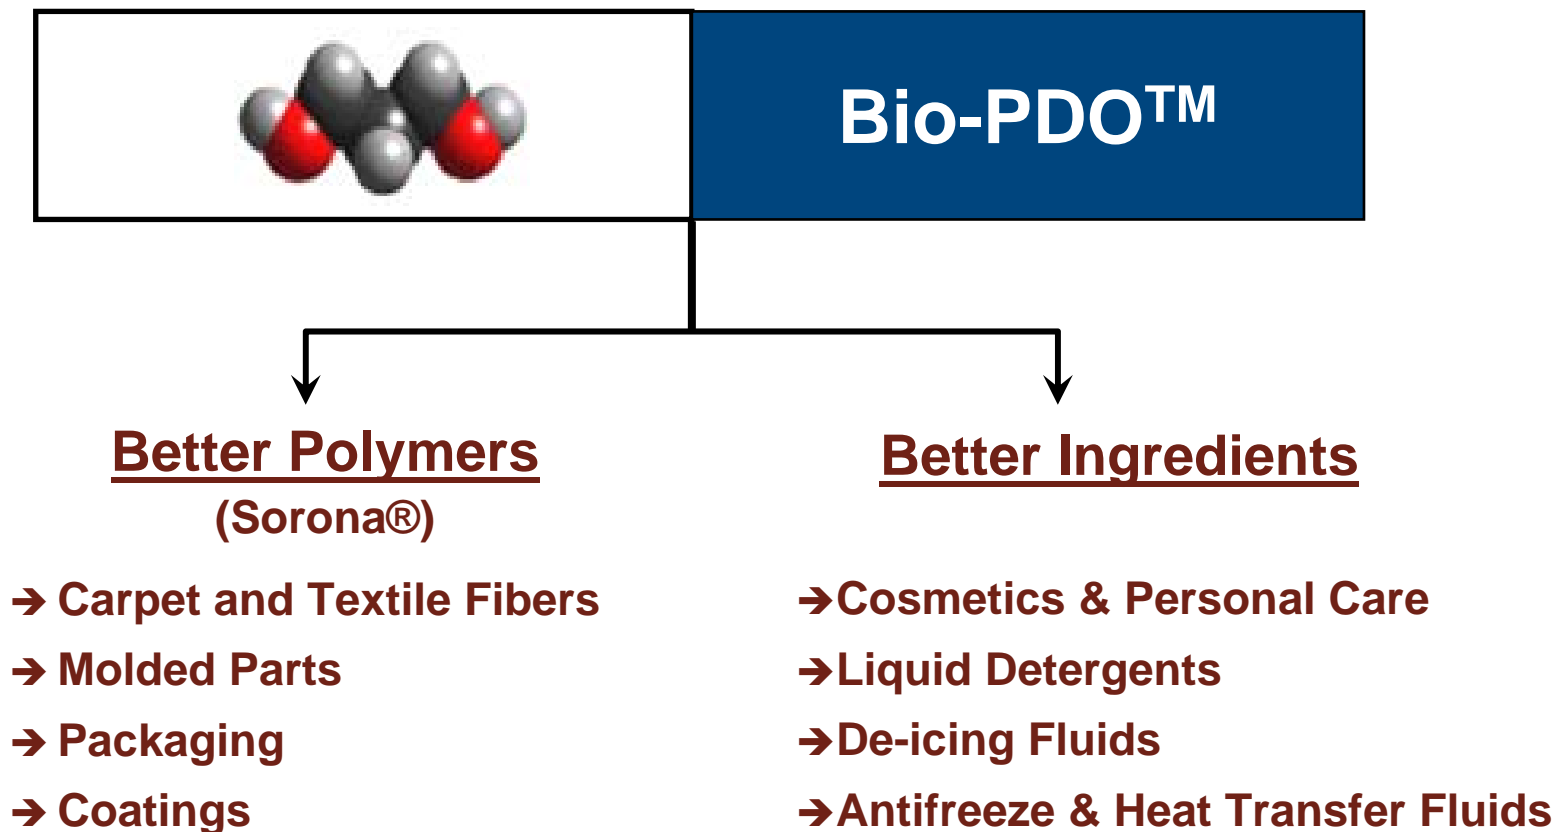 Bio-PDO™
Better Polymers
(Sorona®)
➔ Carpet and Textile Fibers
➔ Molded Parts
➔ Packaging
➔ Coatings
Better Ingredients
➔Cosmetics & Personal Care
➔Liquid Detergents
➔De-icing Fluids
➔Antifreeze & Heat Transfer Fluids